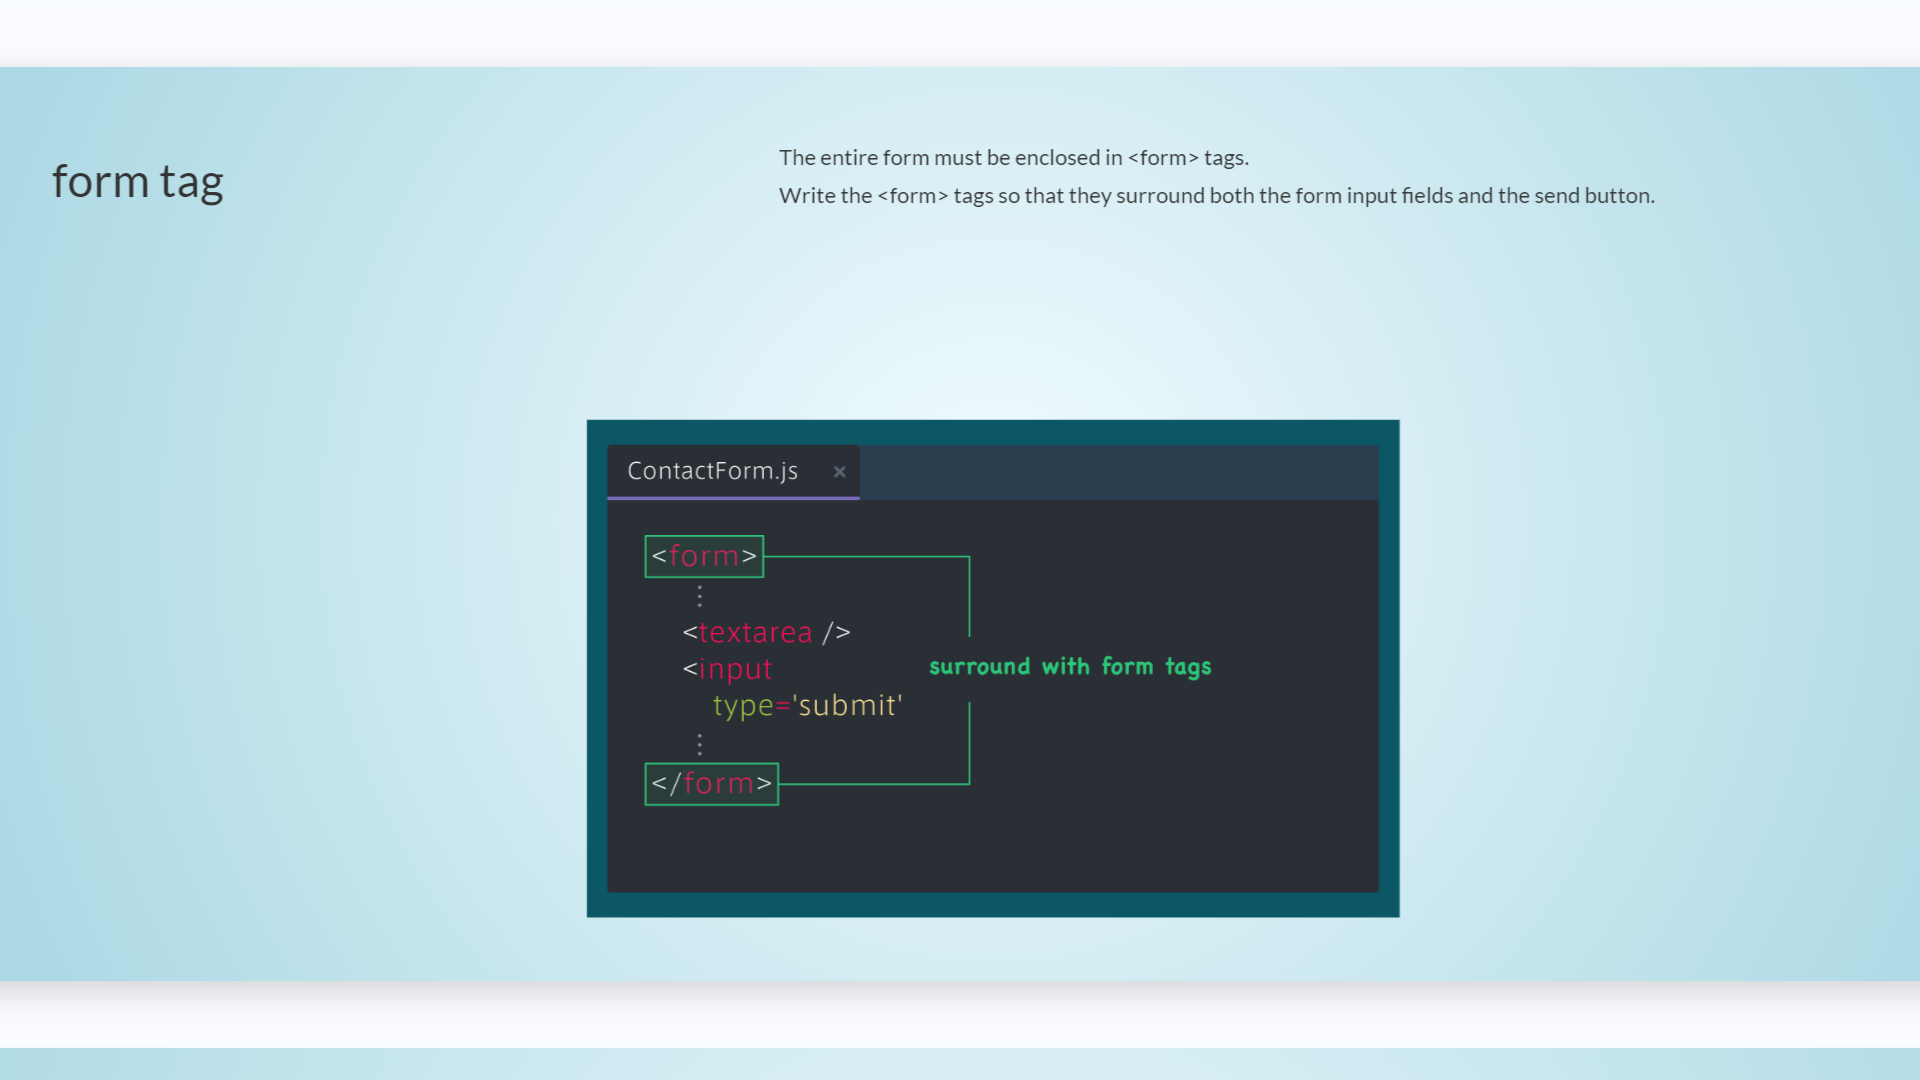 form tag
The entire form must be enclosed in <form> tags.
Write the <form> tags so that they surround both the form input fields and the send button.
ContactForm.js ×
<form>
⋮
<textarea />
<input
surround with form tags
type='submit'
⋮
</form>